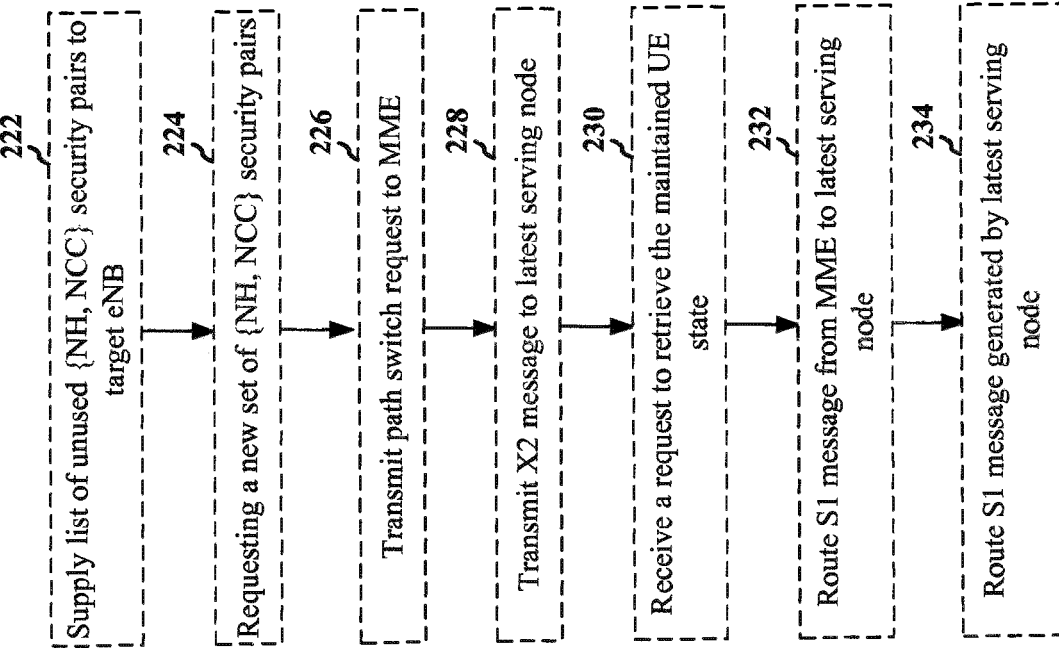 222
Supply list of unused {NH, NCC} security pairs to
target eNB
224
Requesting a new set of {NH, NCC} security pairs
226
Transmit path switch request to MME
228
Transmit X2 message to latest serving node
230
Receive a request to retrieve the maintained UE
state
232
Route S1 message from MME to latest serving
node
234
Route S1 message generated by latest serving
node